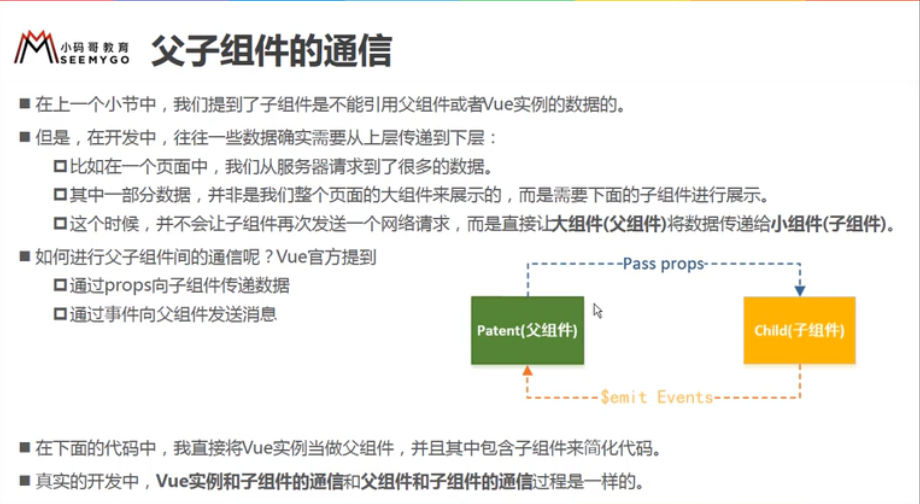 小码哥教育
SEEMYGO
父子组件的通信
■ 在上一个小节中，我们提到了子组件是不能引用父组件或者Vue实例的数据的。
■ 但是，在开发中，往往一些数据确实需要从上层传递到下层：
❑ 比如在一个页面中，我们从服务器请求到了很多的数据。
❑ 其中一部分数据，并非是我们整个页面的大组件来展示的，而是需要下面的子组件进行展示。
❑ 这个时候，并不会让子组件再次发送一个网络请求，而是直接让大组件(父组件)将数据传递给小组件(子组件)。
■ 如何进行父子组件间的通信呢？Vue官方提到
❑ 通过props向子组件传递数据
❑ 通过事件向父组件发送消息
Pass props
Patent(父组件)
Child(子组件)
$emit Events
■ 在下面的代码中，我直接将Vue实例当做父组件，并且其中包含子组件来简化代码。
■ 真实的开发中，Vue实例和子组件的通信和父组件和子组件的通信过程是一样的。